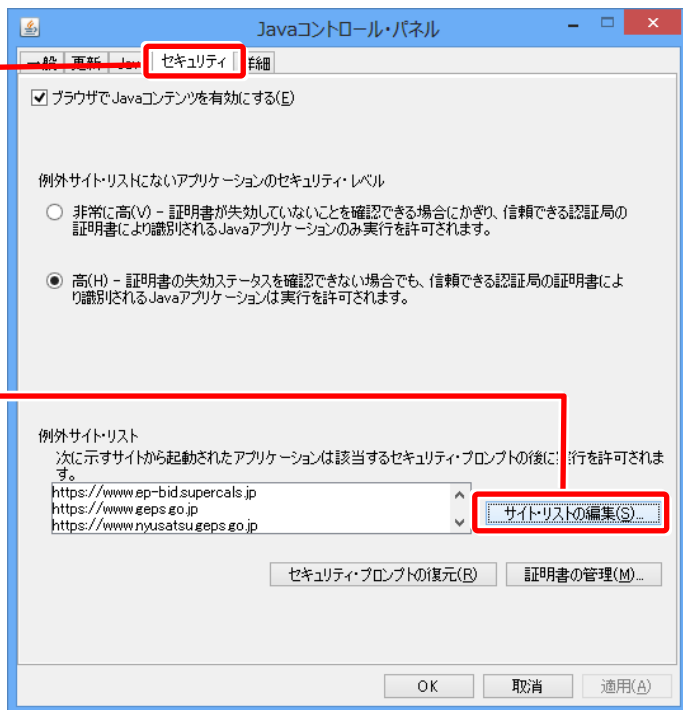 Javaコントロール・パネル
一般 更新 Java セキュリティ 詳細
ブラウザでJavaコンテンツを有効にする(E)
例外サイト・リストにないアプリケーションのセキュリティ・レベル
非常に高(V) - 証明書が失効していないことを確認できる場合にかぎり、信頼できる認証局の
証明書により識別されるJavaアプリケーションのみ実行を許可されます。
高(H) - 証明書の失効ステータスを確認できない場合でも、信頼できる認証局の証明書によ
り識別されるJavaアプリケーションは実行を許可されます。
例外サイト・リスト
次に示すサイトから起動されたアプリケーションは該当するセキュリティ・プロンプトの後に実行を許可されま
す。
https://www.ep-bid.supercals.jp
https://www.geps.go.jp
https://www.nyusatsu.geps.go.jp
サイト・リストの編集(S)...
セキュリティ・プロンプトの復元(R) 証明書の管理(M)...
OK 取消 適用(A)